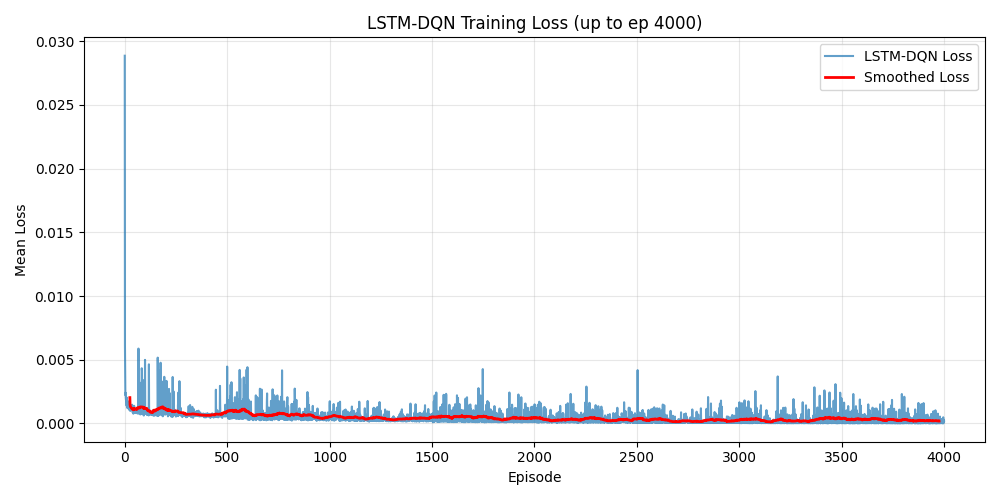 LSTM-DQN Training Loss (up to ep 4000)
LSTM-DQN Loss
Smoothed Loss
Mean Loss
0.030
0.025
0.020
0.015
0.010
0.005
0.000
0 500 1000 1500 2000 2500 3000 3500 4000
Episode